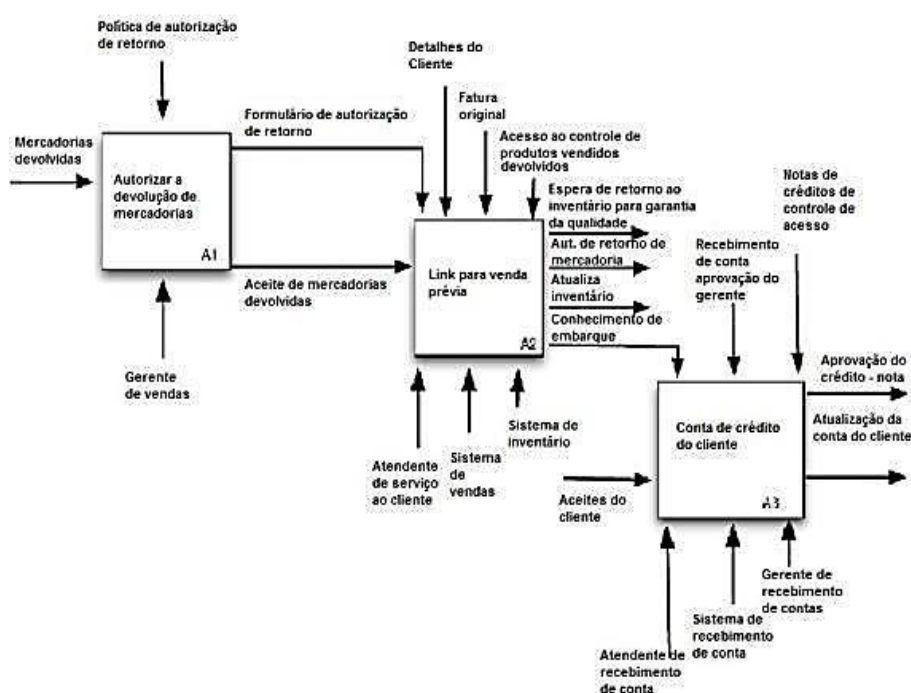 Política de autorização
de retorno
Detalhes do
Cliente
Fatura
original
Formulário de autorização
de retorno
Acesso ao controle de
produtos vendidos
devolvidos
Mercadorias
devolvidas
Autorizar a
devolução de
mercadorias
A1
Notas de
créditos de
controle de
acesso
Espera de retorno ao
inventário para garantia
da qualidade
Aut. de retorno de
mercadoria
Atualiza
inventário
Conhecimento de
embarque
Recebimento
de conta
aprovação do
gerente
Aceite de mercadorias
devolvidas
Link para venda
prévia
A2
Gerente
de vendas
Aprovação do
crédito - nota
Atualização da
conta do cliente
Conta de crédito
do cliente
A3
Sistema de
inventário
Atendente
de serviço
ao cliente
Sistema
de
vendas
Aceites do
cliente
Gerente de
recebimento
de contas
Sistema de
recebimento
de conta
Atendente de
recebimento
de conta